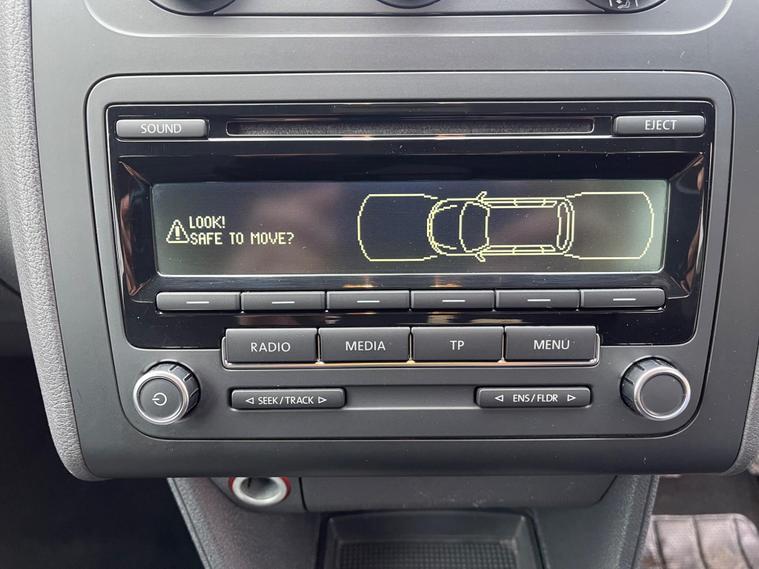 SOUND
EJECT
LOOK!
SAFE TO MOVE?
RADIO
MEDIA
TP
MENU
SEEK / TRACK
ENS / FLDR